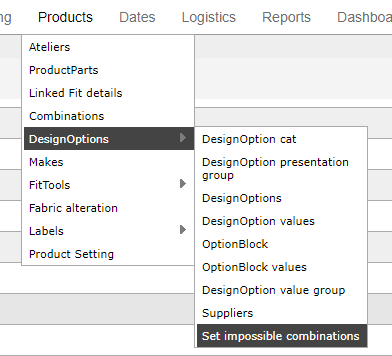 ng Products Dates Logistics Reports Dashboa
Ateliers
ProductParts
Linked Fit details
Combinations
DesignOptions
Makes
FitTools
Fabric alteration
Labels
Product Setting
DesignOption cat
DesignOption presentation
group
DesignOptions
DesignOption values
OptionBlock
OptionBlock values
DesignOption value group
Suppliers
Set impossible combinations